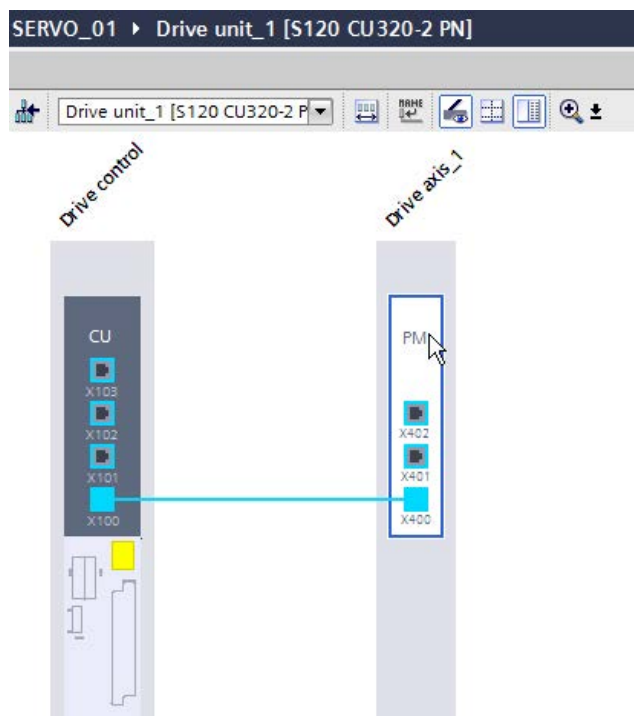 SERVO_01 ▸ Drive unit_1 [S120 CU320-2 PN]
Drive unit_1 [S120 CU320-2 P
NAME
Drive control
Drive axis_1
CU
X103
X102
X101
X100
PM
X402
X401
X400